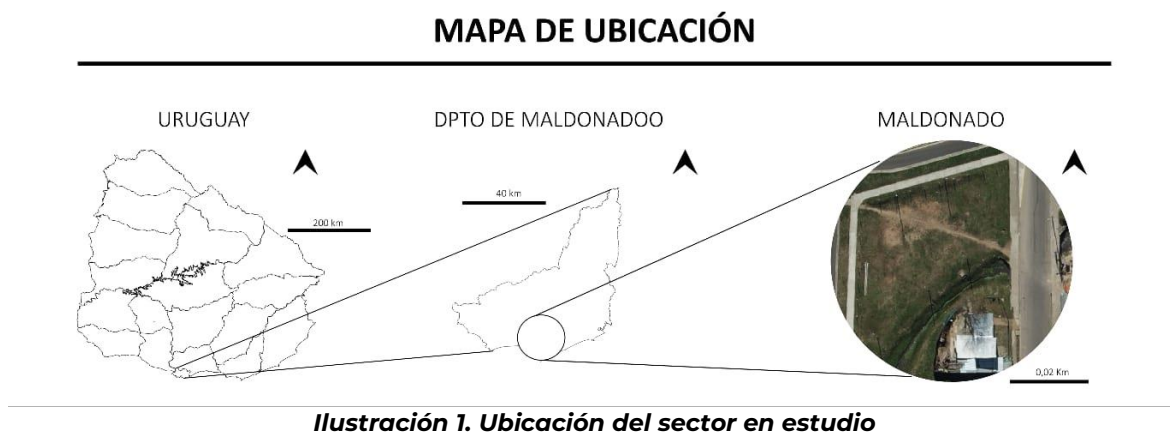 MAPA DE UBICACIÓN
URUGUAY
DPTO DE MALDONADOO
MALDONADO
200 km
40 km
0,02 Km
Ilustración 1. Ubicación del sector en estudio